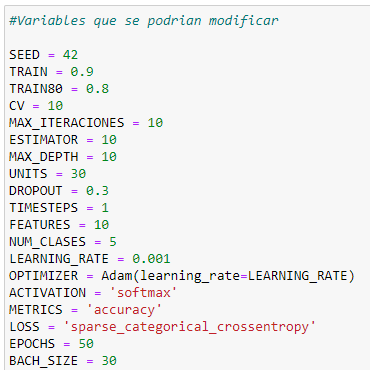 #Variables que se podrian modificar
SEED = 42
TRAIN = 0.9
TRAIN80 = 0.8
CV = 10
MAX_ITERACIONES = 10
ESTIMATOR = 10
MAX_DEPTH = 10
UNITS = 30
DROPOUT = 0.3
TIMESTEPS = 1
FEATURES = 10
NUM_CLASES = 5
LEARNING_RATE = 0.001
OPTIMIZER = Adam(learning_rate=LEARNING_RATE)
ACTIVATION = 'softmax'
METRICS = 'accuracy'
LOSS = 'sparse_categorical_crossentropy'
EPOCHS = 50
BACH_SIZE = 30